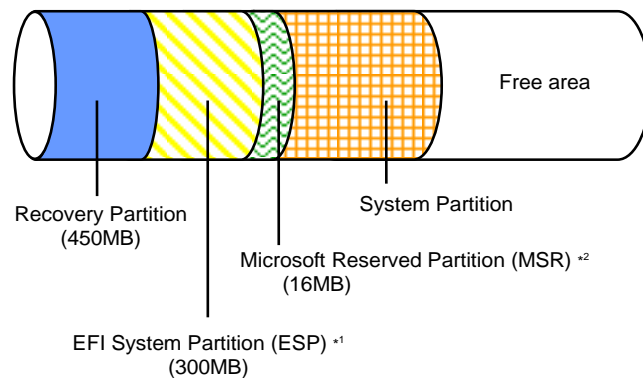 Free area
Recovery Partition
(450MB)
System Partition
Microsoft Reserved Partition (MSR) *2
(16MB)
EFI System Partition (ESP) *1
(300MB)